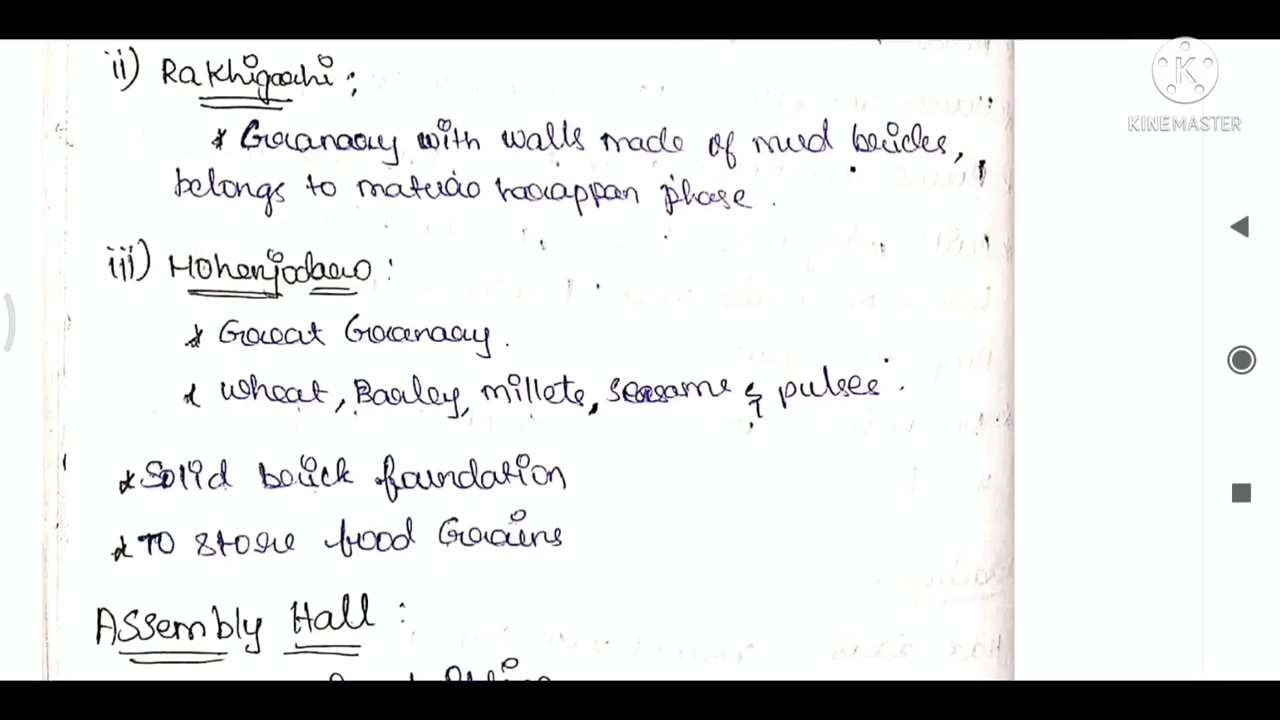 ii) Rakhigarhi :
* Granary with walls made of mud bricks,
belongs to mature harappan phase.
iii) Mohenjodaro :
* Great Granary.
* Wheat, Barley, millets, seasame & pulses.
* Solid brick foundation
* To store food Grains
Assembly Hall :
KINEMASTER